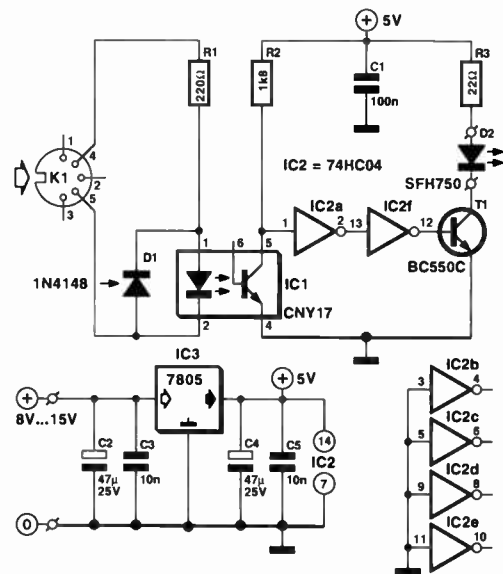 5V
R1
R2
R3
220Ω
1k8
22Ω
C1
100n
D2
1
4
K1
2
5
3
IC2 = 74HC04
SFH750
IC2a
IC2f
1
2
13
12
T1
BC550C
D1
1N4148
1
6
5
IC1
CNY17
2
4
IC3
7805
5V
8V...15V
C2
C3
C4
C5
47µ
25V
10n
47µ
25V
10n
14
IC2
7
0
IC2b
3
4
IC2c
5
6
IC2d
9
8
IC2e
11
10